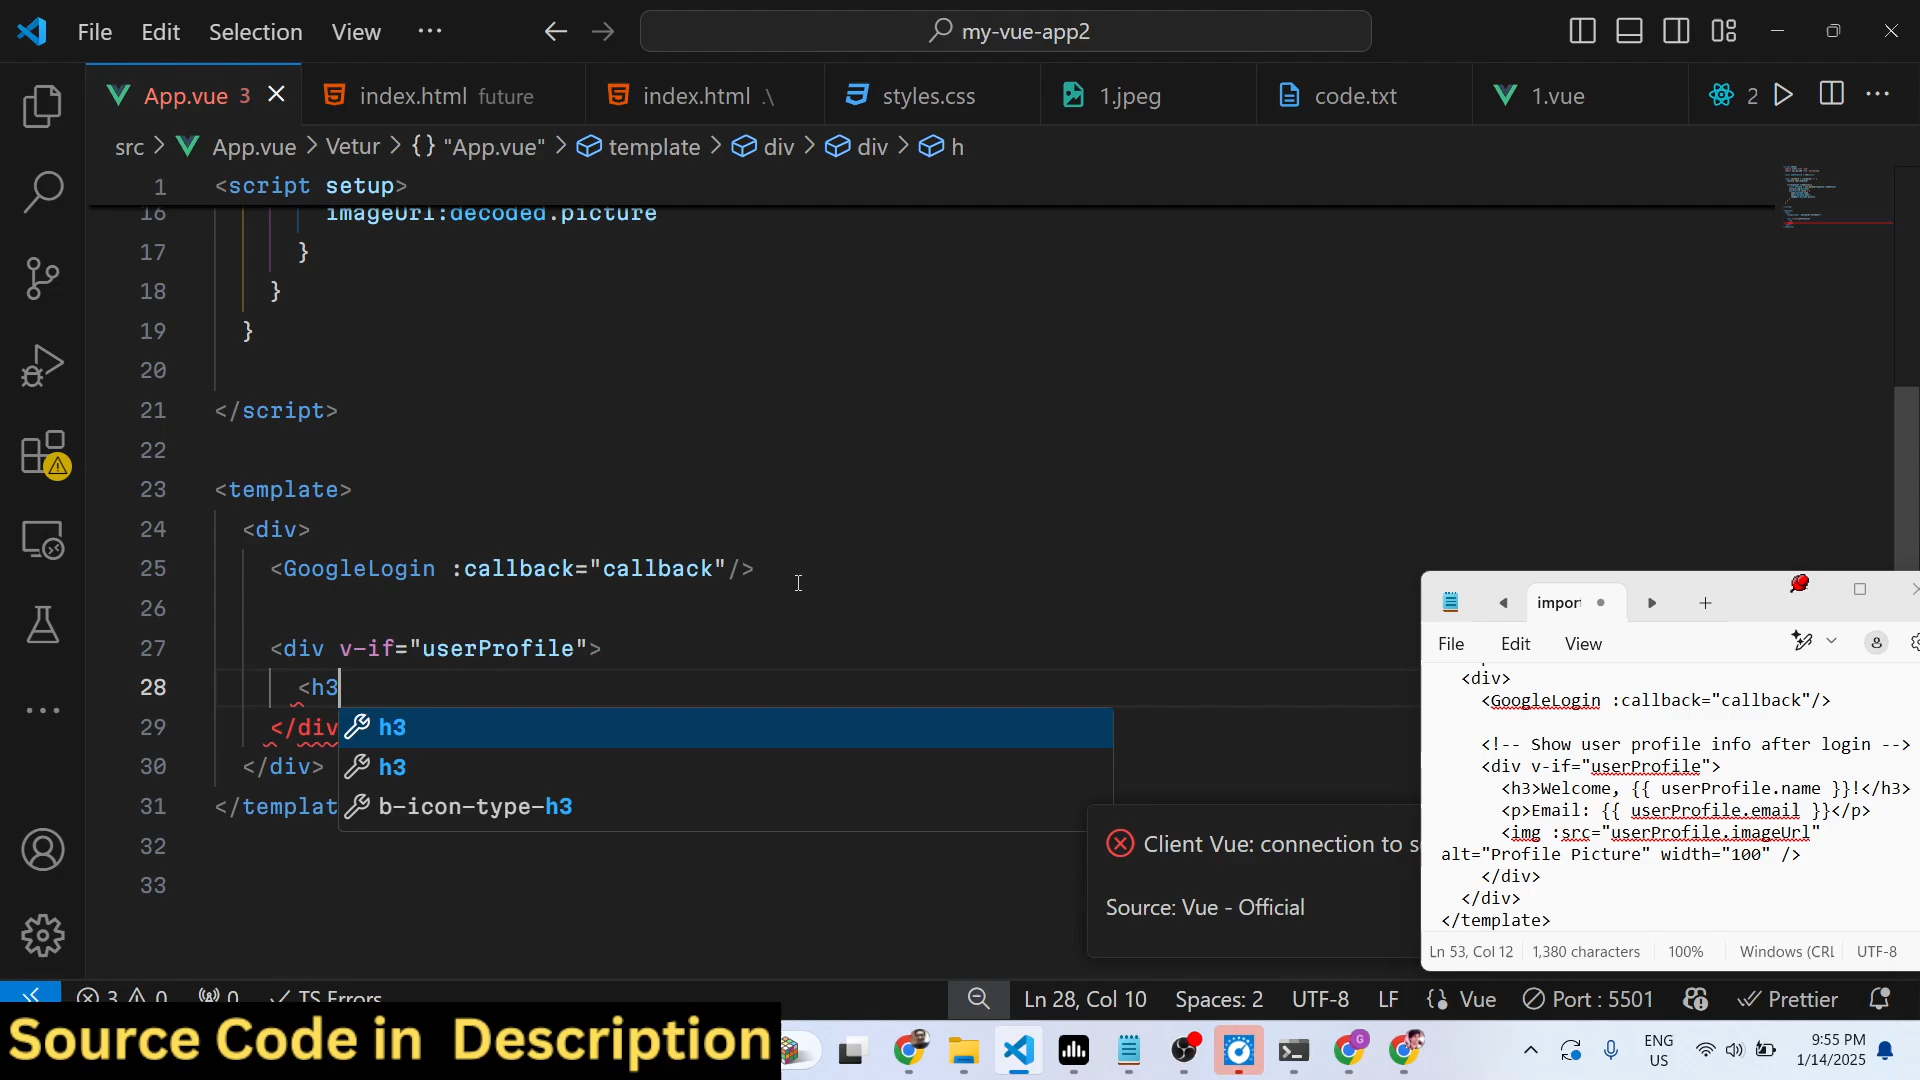 File Edit Selection View ··· my-vue-app2
App.vue 3 index.html future index.html .\ styles.css 1.jpeg code.txt 1.vue 2
src > App.vue > Vetur > {} "App.vue" > template > div > div > h
1 <script setup>
16 imageUrl:decoded.picture
17 }
18 }
19 }
20
21 </script>
22
23 <template>
24 <div>
25 <GoogleLogin :callback="callback"/>
26
27 <div v-if="userProfile">
28 <h3
29 </div
30 </div>
31 </templat
32
33
h3
h3
b-icon-type-h3
Client Vue: connection to s
Source: Vue - Official
import
File Edit View
<div>
<GoogleLogin :callback="callback"/>
<!-- Show user profile info after login -->
<div v-if="userProfile">
<h3>Welcome, {{ userProfile.name }}!</h3>
<p>Email: {{ userProfile.email }}</p>
<img :src="userProfile.imageUrl"
alt="Profile Picture" width="100" />
</div>
</div>
</template>
Ln 53, Col 12 1,380 characters 100% Windows (CRL UTF-8
3 0 0 TS Errors Ln 28, Col 10 Spaces: 2 UTF-8 LF {} Vue Port : 5501 Prettier
Source Code in Description
ENG
US
9:55 PM
1/14/2025